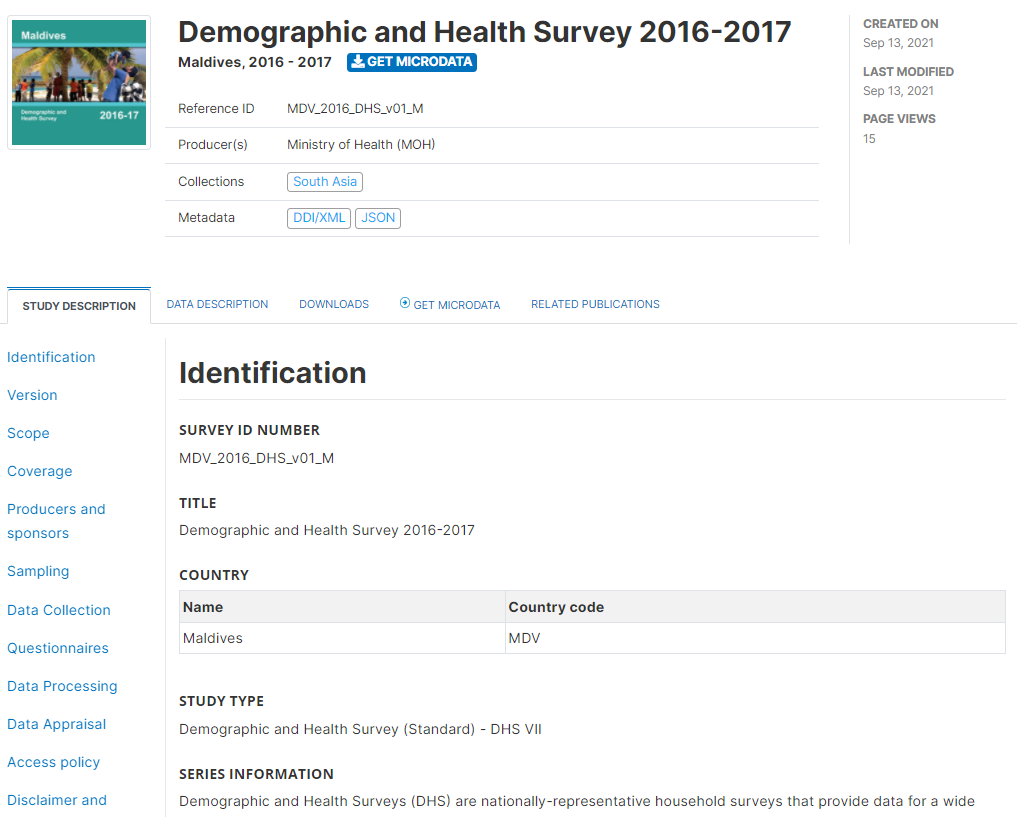 Maldives
Demographic and
Health Survey
2016-17
Demographic and Health Survey 2016-2017
Maldives, 2016 - 2017 GET MICRODATA
Reference ID MDV_2016_DHS_v01_M
Producer(s) Ministry of Health (MOH)
Collections South Asia
Metadata DDI/XML JSON
CREATED ON
Sep 13, 2021
LAST MODIFIED
Sep 13, 2021
PAGE VIEWS
15
STUDY DESCRIPTION DATA DESCRIPTION DOWNLOADS GET MICRODATA RELATED PUBLICATIONS
Identification
Version
Scope
Coverage
Producers and
sponsors
Sampling
Data Collection
Questionnaires
Data Processing
Data Appraisal
Access policy
Disclaimer and
Identification
SURVEY ID NUMBER
MDV_2016_DHS_v01_M
TITLE
Demographic and Health Survey 2016-2017
COUNTRY
Name Country code
Maldives MDV
STUDY TYPE
Demographic and Health Survey (Standard) - DHS VII
SERIES INFORMATION
Demographic and Health Surveys (DHS) are nationally-representative household surveys that provide data for a wide